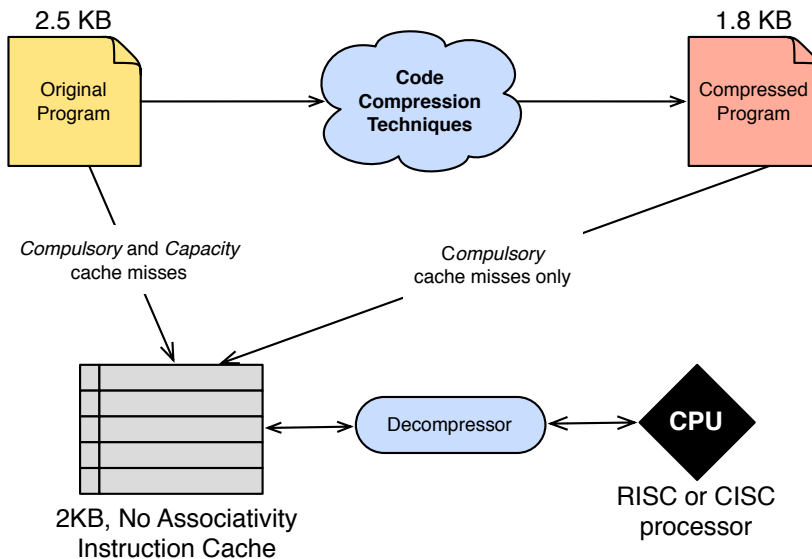 2.5 KB
1.8 KB
Original
Program
Code
Compression
Techniques
Compressed
Program
Compulsory and Capacity
cache misses
Compulsory
cache misses only
Decompressor
CPU
2KB, No Associativity
Instruction Cache
RISC or CISC
processor